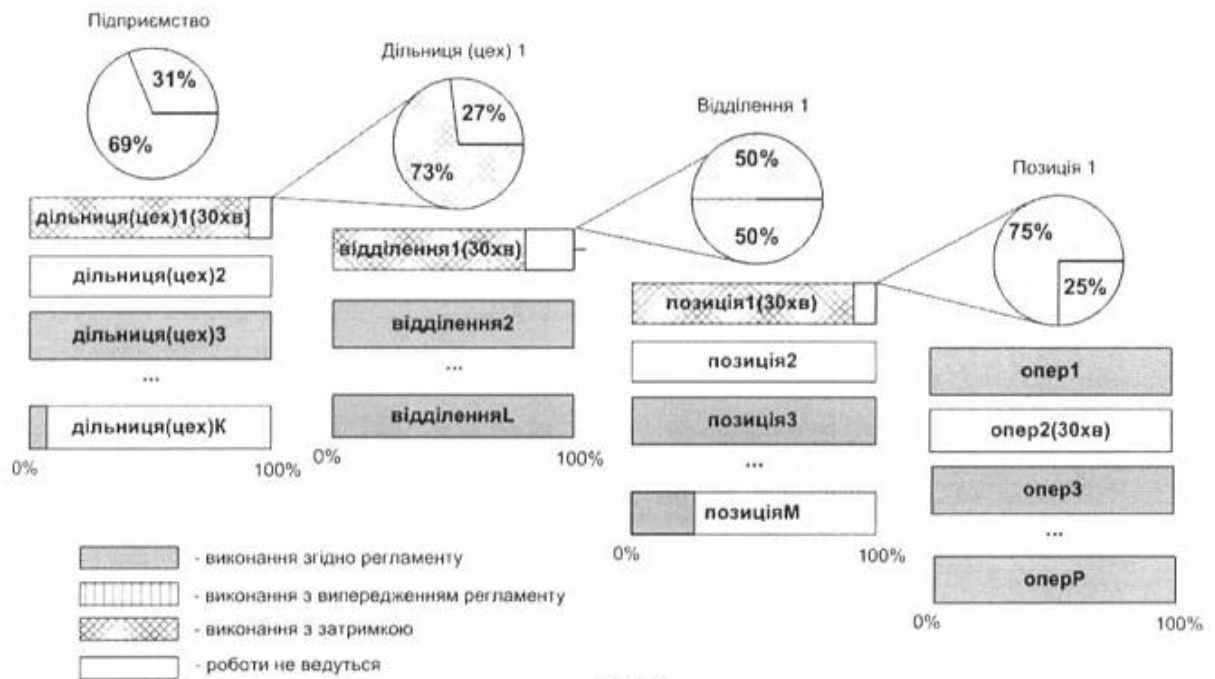 Підприємство
31%
69%
дільниця(цех)1(30хв)
дільниця(цех)2
дільниця(цех)3
...
дільниця(цех)К
0%
100%
Дільниця (цех) 1
27%
73%
відділення1(30хв)
відділення2
...
відділенняL
0%
100%
Відділення 1
50%
50%
позиція1(30хв)
позиція2
позиція3
...
позиціяМ
0%
100%
Позиція 1
75%
25%
опер1
опер2(30хв)
опер3
...
оперР
0%
100%
- виконання згідно регламенту
- виконання з випередженням регламенту
- виконання з затримкою
- роботи не ведуться